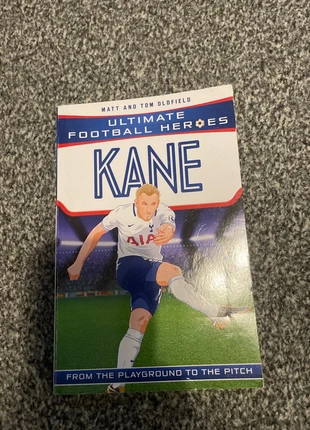 MATT AND TOM OLDFIELD
ULTIMATE
FOOTBALL HEROES
KANE
AIA
FROM THE PLAYGROUND TO THE PITCH